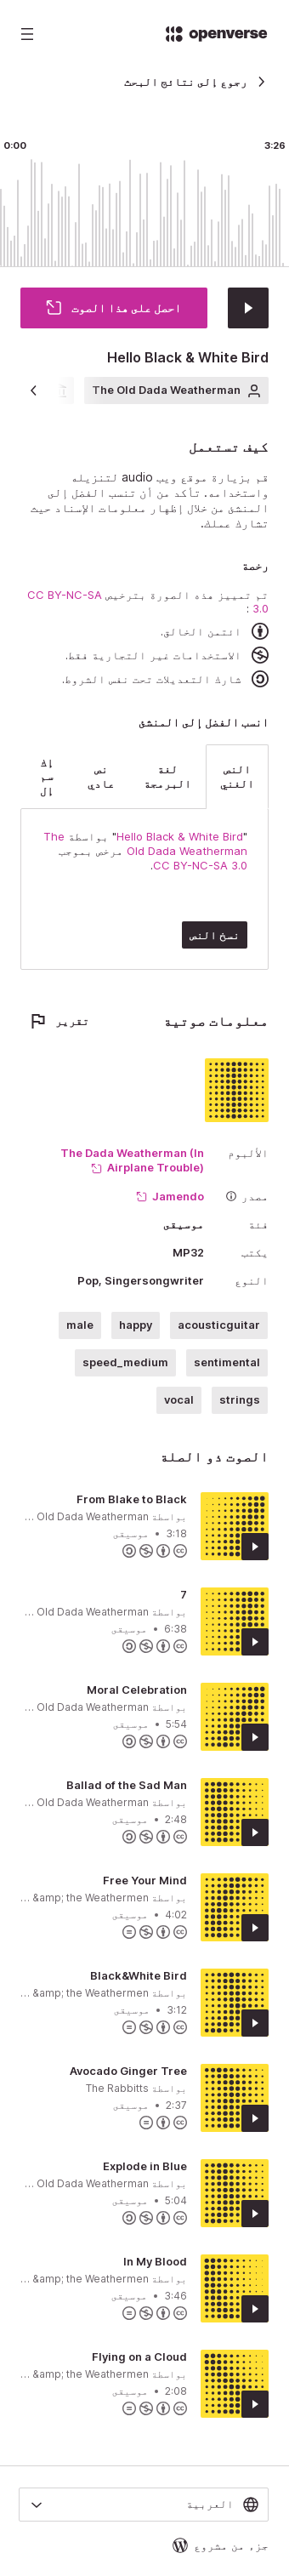 openverse
رجوع إلى نتائج البحث
0:00
3:26
احصل على هذا الصوت
Hello Black & White Bird
The Old Dada Weatherman
كيف تستعمل
قم بزيارة موقع ويب audio لتنزيله
واستخدامه. تأكد من أن تنسب الفضل إلى
المنشئ من خلال إظهار معلومات الإسناد حيث
تشارك عملك.
رخصة
تم تمييز هذه الصورة بترخيص CC BY-NC-SA
3.0 :
ائتمن الخالق.
الاستخدامات غير التجارية فقط.
شارك التعديلات تحت نفس الشروط.
انسب الفضل إلى المنشئ
النص
الغني
لغة
البرمجة
نص
عادي
إك
سم
إل
"Hello Black & White Bird" بواسطة The
Old Dada Weatherman مرخص بموجب
CC BY-NC-SA 3.0.
نسخ النص
معلومات صوتية
تقرير
الألبوم
The Dada Weatherman (In
Airplane Trouble)
مصدر
Jamendo
فئة
موسيقى
يكتب
MP32
النوع
Pop, Singersongwriter
acousticguitar
happy
male
sentimental
speed_medium
strings
vocal
الصوت ذو الصلة
From Blake to Black
بواسطة Old Dada Weatherman ...
3:18 • موسيقى
7
بواسطة Old Dada Weatherman ...
6:38 • موسيقى
Moral Celebration
بواسطة Old Dada Weatherman ...
5:54 • موسيقى
Ballad of the Sad Man
بواسطة Old Dada Weatherman ...
2:48 • موسيقى
Free Your Mind
بواسطة &amp; the Weathermen ...
4:02 • موسيقى
Black&White Bird
بواسطة &amp; the Weathermen ...
3:12 • موسيقى
Avocado Ginger Tree
بواسطة The Rabbitts
2:37 • موسيقى
Explode in Blue
بواسطة Old Dada Weatherman ...
5:04 • موسيقى
In My Blood
بواسطة &amp; the Weathermen ...
3:46 • موسيقى
Flying on a Cloud
بواسطة &amp; the Weathermen ...
2:08 • موسيقى
العربية
جزء من مشروع